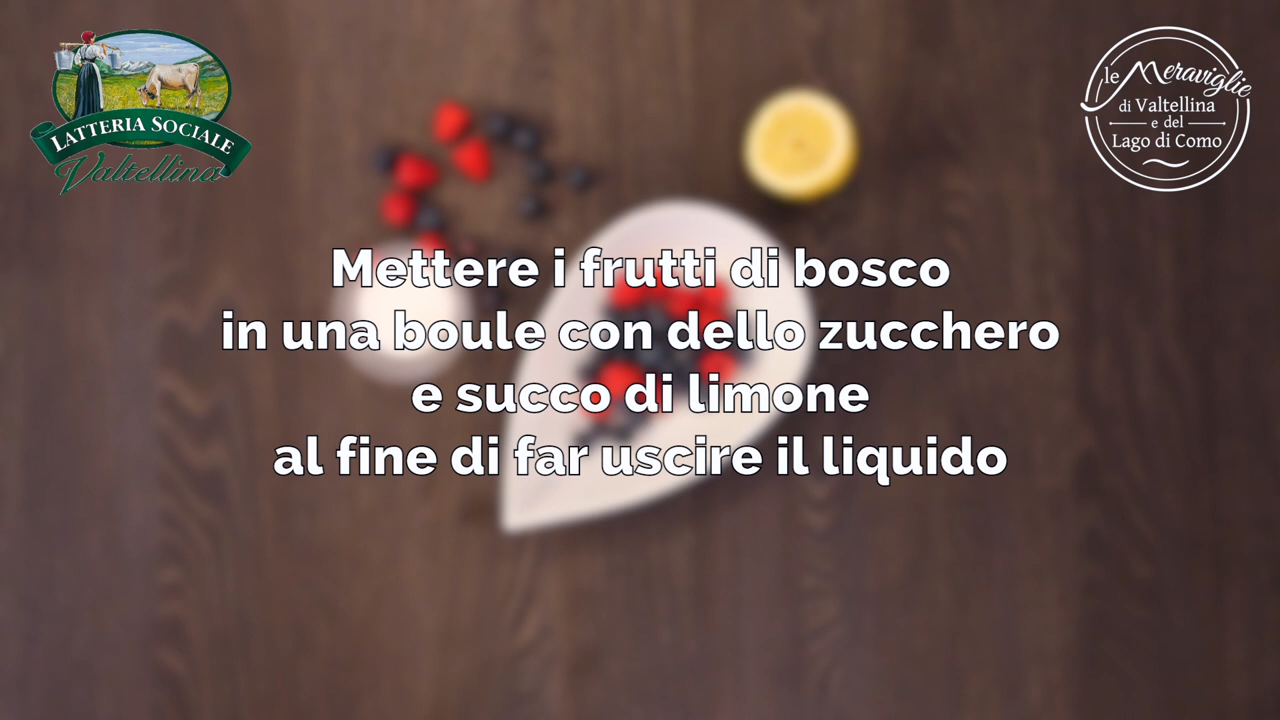 LATTERIA SOCIALE
Valtellina
le Meraviglie
di Valtellina
e del
Lago di Como
Mettere i frutti di bosco
in una boule con dello zucchero
e succo di limone
al fine di far uscire il liquido